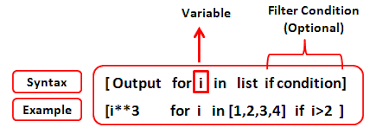 Variable
Filter Condition
(Optional)
Syntax [Output for i in list if condition]
Example [i**3 for i in [1,2,3,4] if i>2 ]